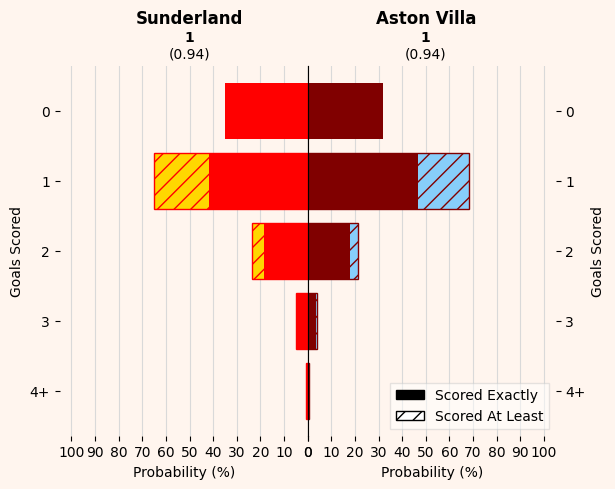 Sunderland
1
(0.94)
Aston Villa
1
(0.94)
Goals Scored
0
1
2
3
4+
0
1
2
3
4+
Goals Scored
Scored Exactly
Scored At Least
100 90 80 70 60 50 40 30 20 10 0
0 10 20 30 40 50 60 70 80 90 100
Probability (%)
Probability (%)